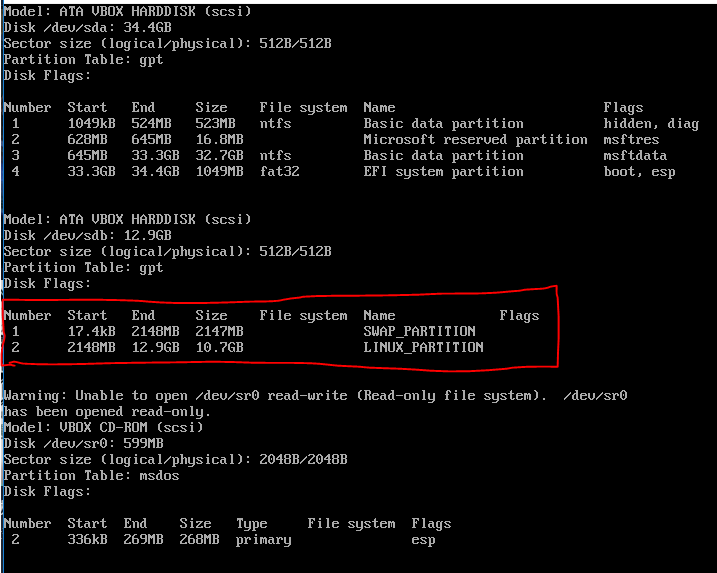 Model: ATA VBOX HARDDISK (scsi)
Disk /dev/sda: 34.4GB
Sector size (logical/physical): 512B/512B
Partition Table: gpt
Disk Flags:
Number  Start   End     Size    File system  Name                          Flags
 1      1049kB  524MB   523MB   ntfs         Basic data partition          hidden, diag
 2      628MB   645MB   16.8MB               Microsoft reserved partition  msftres
 3      645MB   33.3GB  32.7GB  ntfs         Basic data partition          msftdata
 4      33.3GB  34.4GB  1049MB  fat32        EFI system partition          boot, esp
Model: ATA VBOX HARDDISK (scsi)
Disk /dev/sdb: 12.9GB
Sector size (logical/physical): 512B/512B
Partition Table: gpt
Disk Flags:
Number  Start   End     Size    File system  Name             Flags
 1      17.4kB  2148MB  2147MB               SWAP_PARTITION
 2      2148MB  12.9GB  10.7GB               LINUX_PARTITION
Warning: Unable to open /dev/sr0 read-write (Read-only file system).  /dev/sr0
has been opened read-only.
Model: VBOX CD-ROM (scsi)
Disk /dev/sr0: 599MB
Sector size (logical/physical): 2048B/2048B
Partition Table: msdos
Disk Flags:
Number  Start  End    Size   Type     File system  Flags
 2      336kB  269MB  268MB  primary               esp